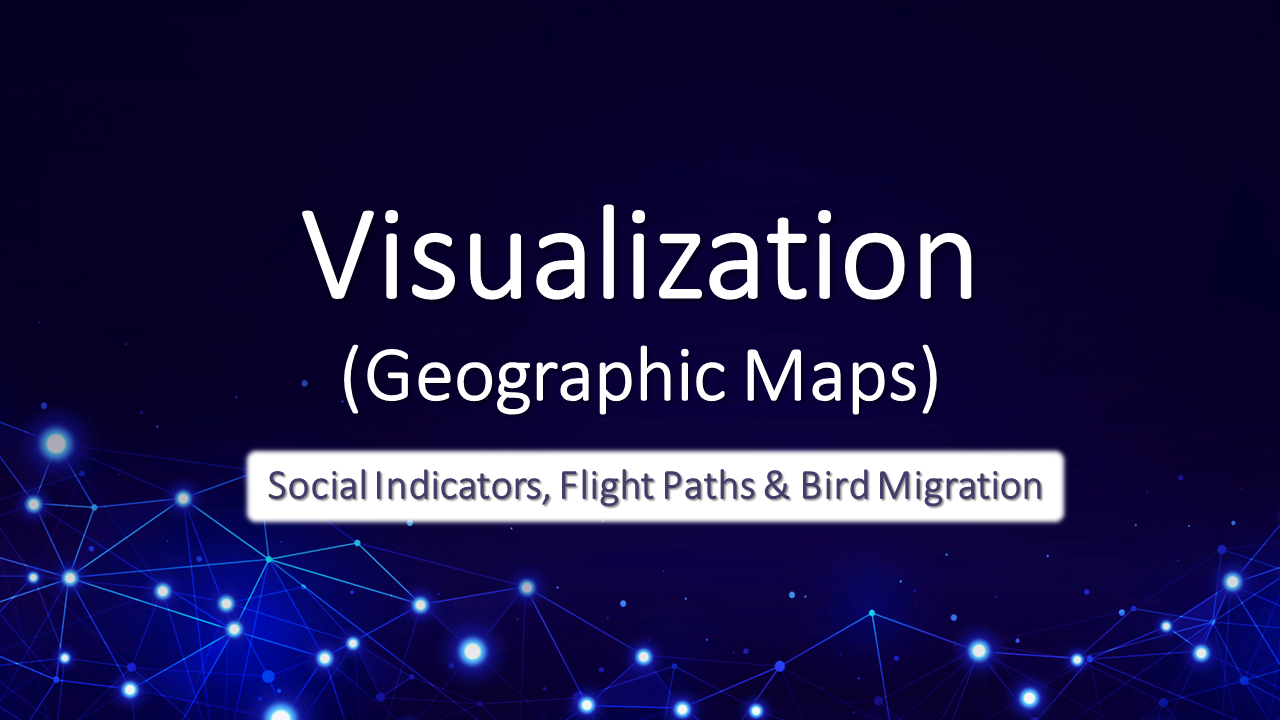 Visualization
(Geographic Maps)
Social Indicators, Flight Paths & Bird Migration